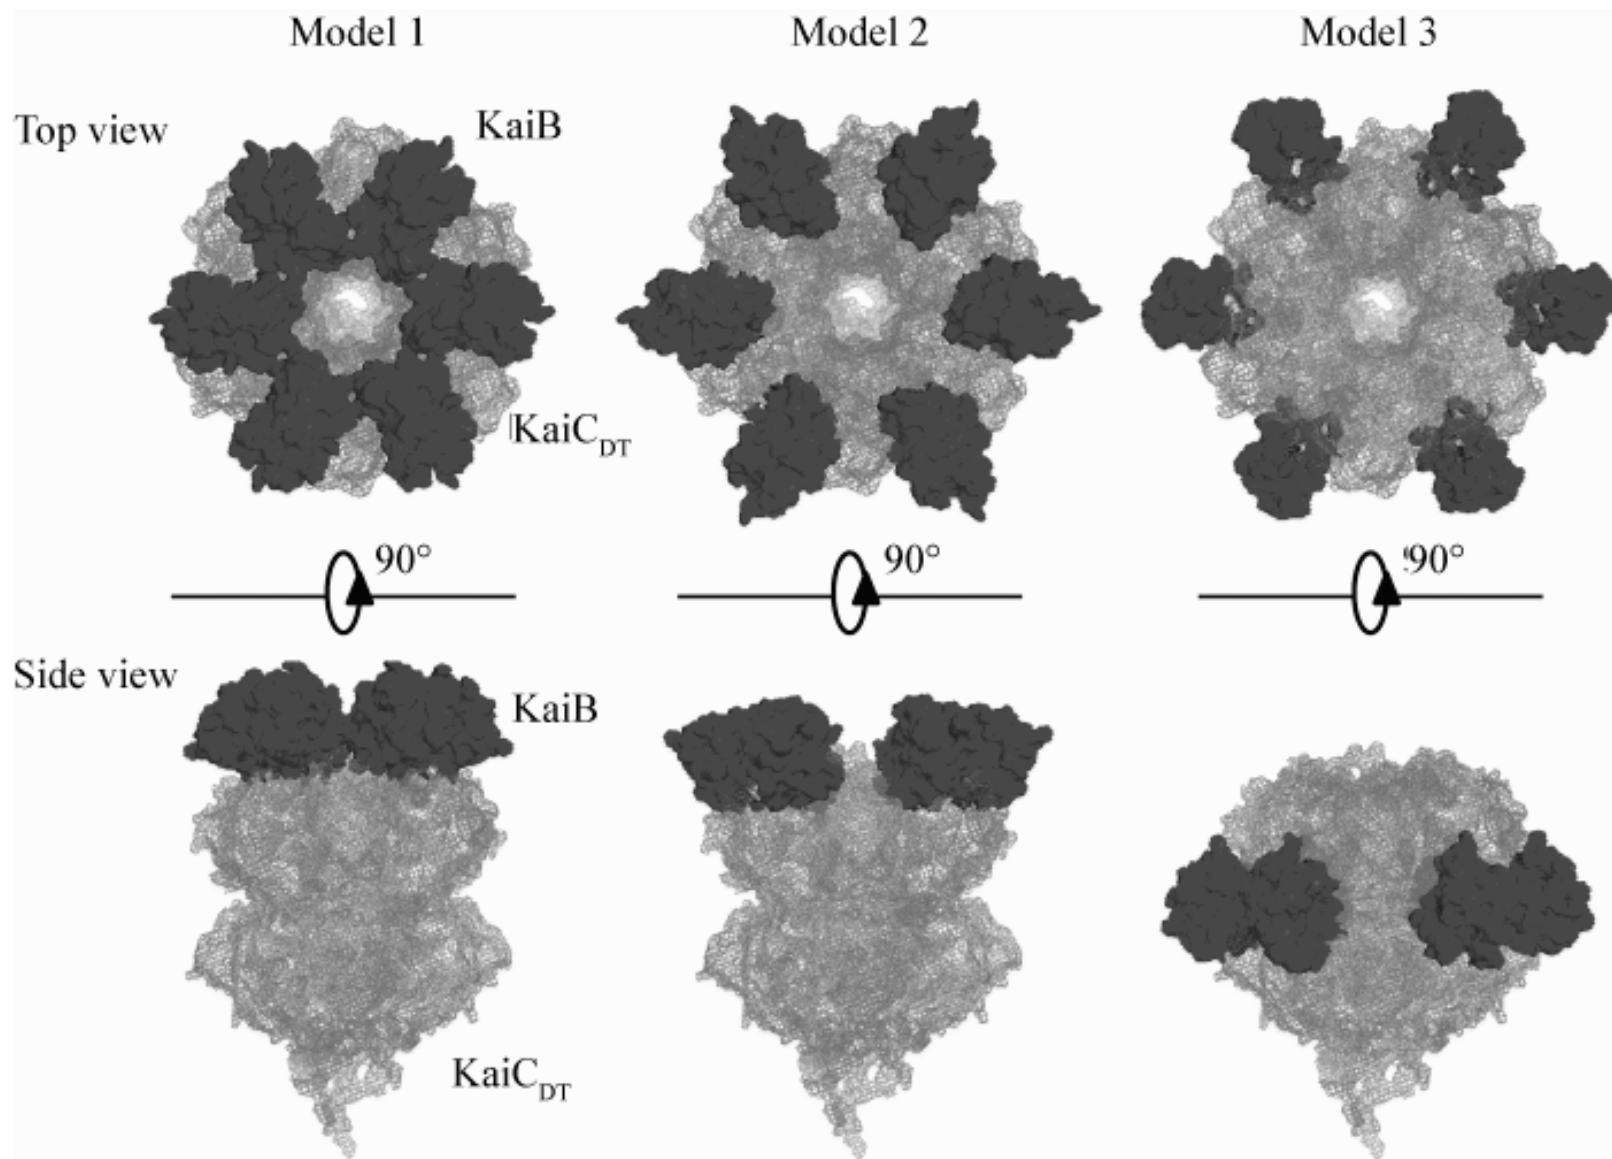 Model 1
Model 2
Model 3
Top view
KaiB
KaiC_DT
90°
90°
90°
Side view
KaiB
KaiC_DT